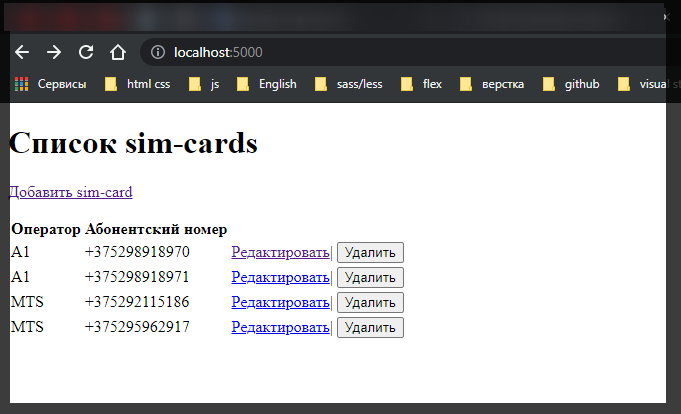 localhost:5000
Сервисы html css js English sass/less flex верстка github visual st
Список sim-cards
Добавить sim-card
Оператор Абонентский номер
A1 +375298918970 Редактировать| Удалить
A1 +375298918971 Редактировать| Удалить
MTS +375292115186 Редактировать| Удалить
MTS +375295962917 Редактировать| Удалить